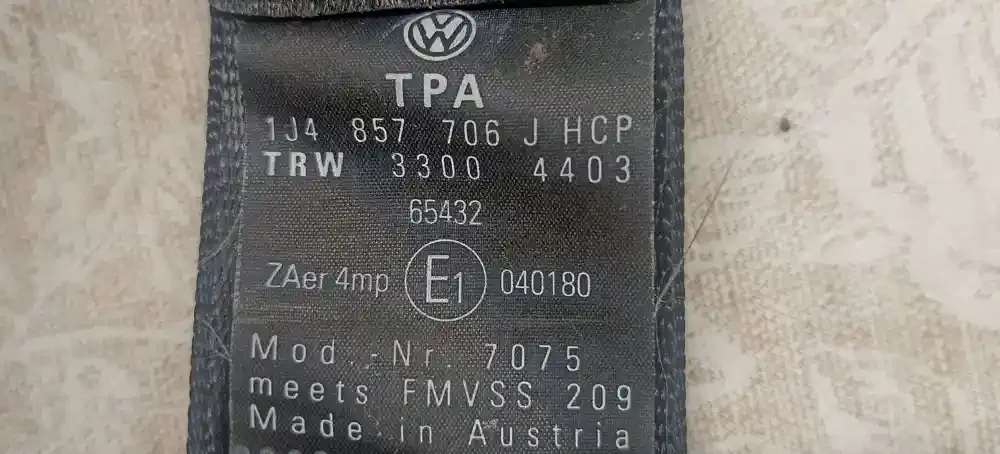 TPA
1J4 857 706 J HCP
TRW 3300 4403
65432
ZAer 4mp E1 040180
Mod.-Nr. 7075
meets FMVSS 209
Made in Austria